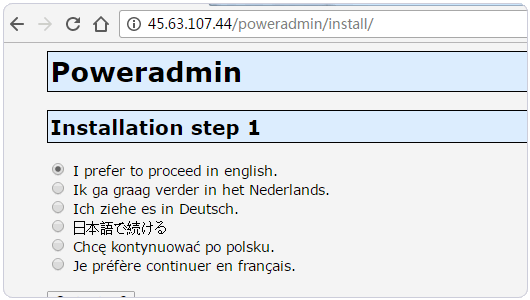 45.63.107.44/poweradmin/install/
Poweradmin
Installation step 1
I prefer to proceed in english.
Ik ga graag verder in het Nederlands.
Ich ziehe es in Deutsch.
日本語で続ける
Chcę kontynuować po polsku.
Je préfère continuer en français.